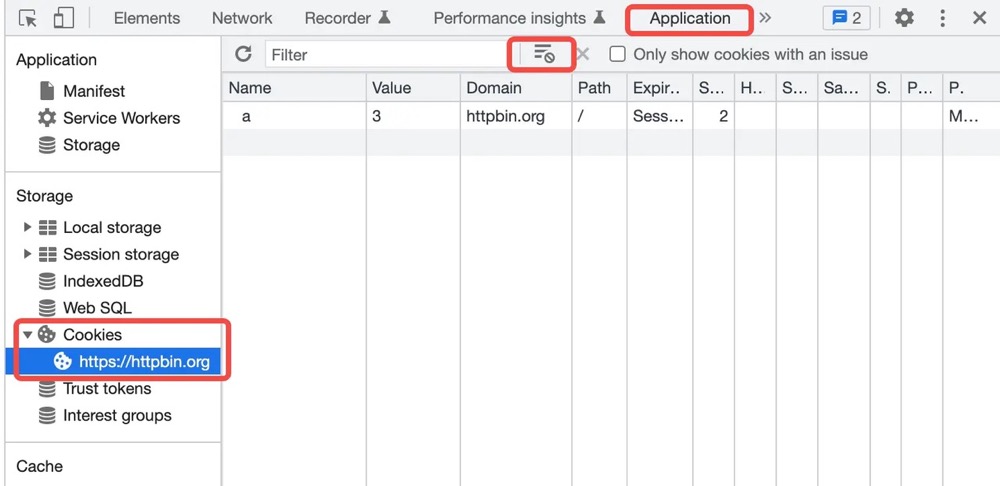 Elements Network Recorder Performance insights Application » 2
Application
Manifest
Service Workers
Storage
Storage
Local storage
Session storage
IndexedDB
Web SQL
Cookies
https://httpbin.org
Trust tokens
Interest groups
Cache
Filter Only show cookies with an issue
Name Value Domain Path Expir.. S... H.. S... Sa... S. P... P.
a 3 httpbin.org / Sess... 2 M...